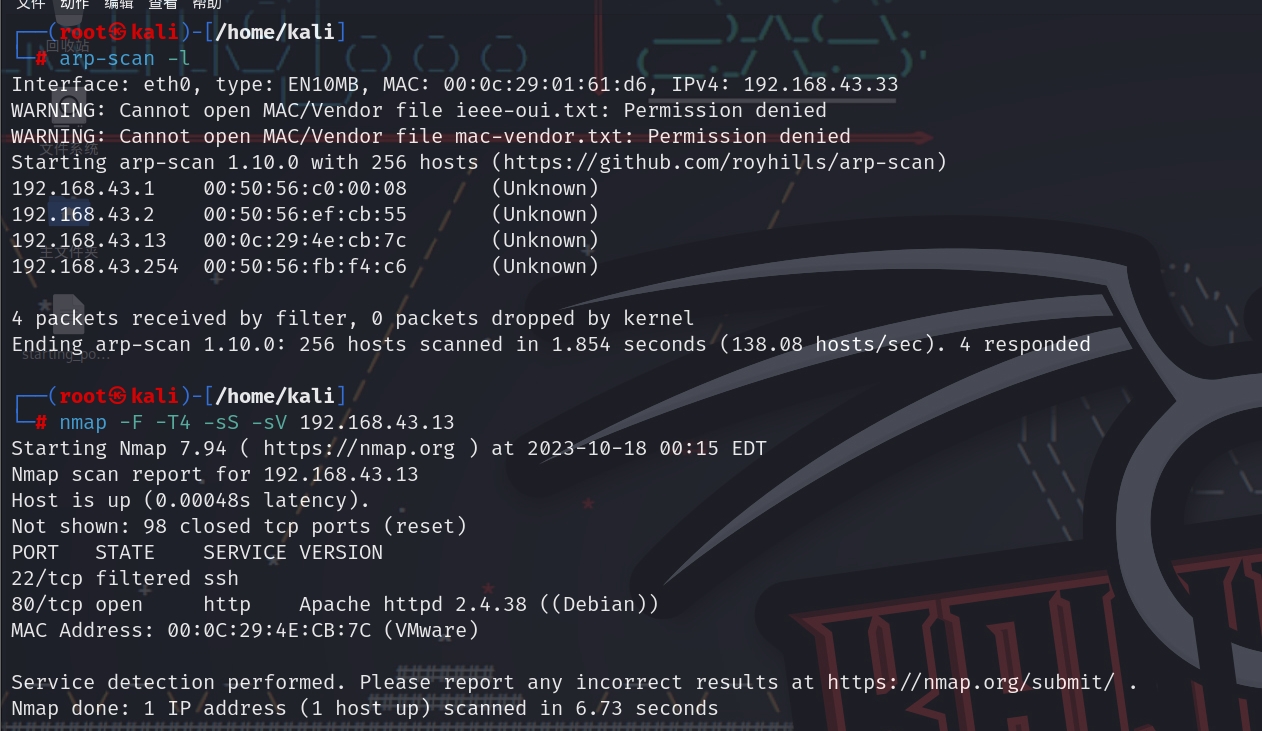 文件 动作 编辑 查看 帮助
┌──(root㉿kali)-[/home/kali]
回收站
└─# arp-scan -l
Interface: eth0, type: EN10MB, MAC: 00:0c:29:01:61:d6, IPv4: 192.168.43.33
WARNING: Cannot open MAC/Vendor file ieee-oui.txt: Permission denied
WARNING: Cannot open MAC/Vendor file mac-vendor.txt: Permission denied
文件系统
Starting arp-scan 1.10.0 with 256 hosts (https://github.com/royhills/arp-scan)
192.168.43.1    00:50:56:c0:00:08       (Unknown)
192.168.43.2    00:50:56:ef:cb:55       (Unknown)
192.168.43.13   00:0c:29:4e:cb:7c       (Unknown)
主文件夹
192.168.43.254  00:50:56:fb:f4:c6       (Unknown)
4 packets received by filter, 0 packets dropped by kernel
Ending arp-scan 1.10.0: 256 hosts scanned in 1.854 seconds (138.08 hosts/sec). 4 responded
starting_po...
┌──(root㉿kali)-[/home/kali]
└─# nmap -F -T4 -sS -sV 192.168.43.13
Starting Nmap 7.94 ( https://nmap.org ) at 2023-10-18 00:15 EDT
Nmap scan report for 192.168.43.13
Host is up (0.00048s latency).
Not shown: 98 closed tcp ports (reset)
PORT   STATE    SERVICE VERSION
22/tcp filtered ssh
80/tcp open     http    Apache httpd 2.4.38 ((Debian))
MAC Address: 00:0C:29:4E:CB:7C (VMware)
Service detection performed. Please report any incorrect results at https://nmap.org/submit/ .
Nmap done: 1 IP address (1 host up) scanned in 6.73 seconds